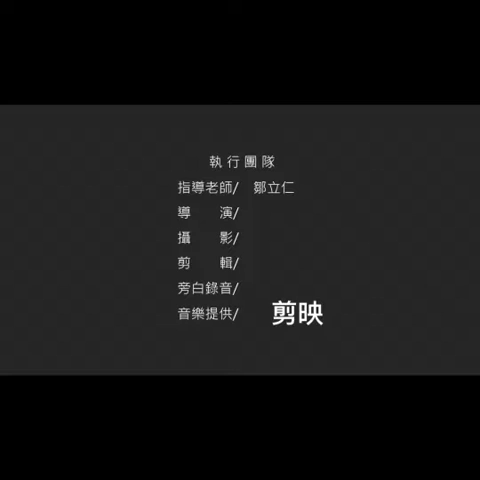 執行團隊
指導老師/ 鄒立仁
導 演/
攝 影/
剪 輯/
旁白錄音/
音樂提供/ 剪映